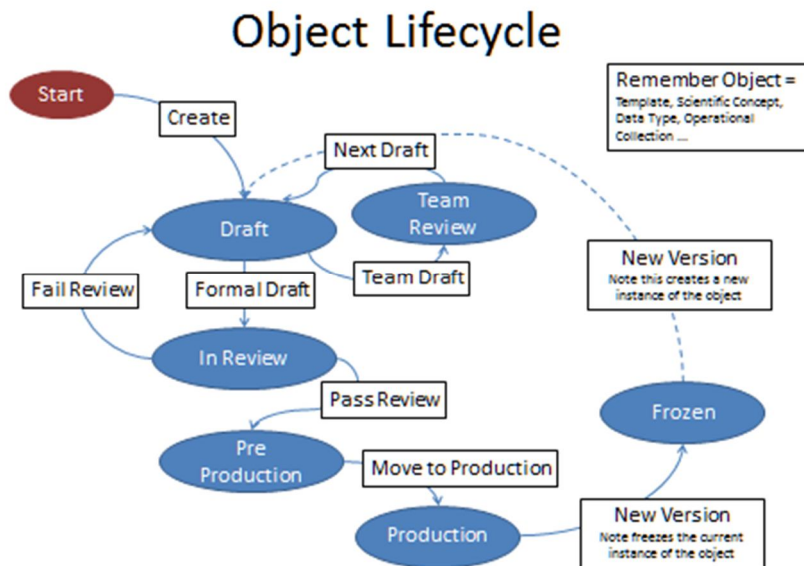 Object Lifecycle
Start
Remember Object =
Template, Scientific Concept,
Data Type, Operational
Collection ...
Create
Next Draft
Team
Review
Draft
New Version
Note this creates a new
instance of the object
Fail Review
Formal Draft
Team Draft
In Review
Pass Review
Frozen
Pre
Production
Move to Production
Production
New Version
Note freezes the current
instance of the object